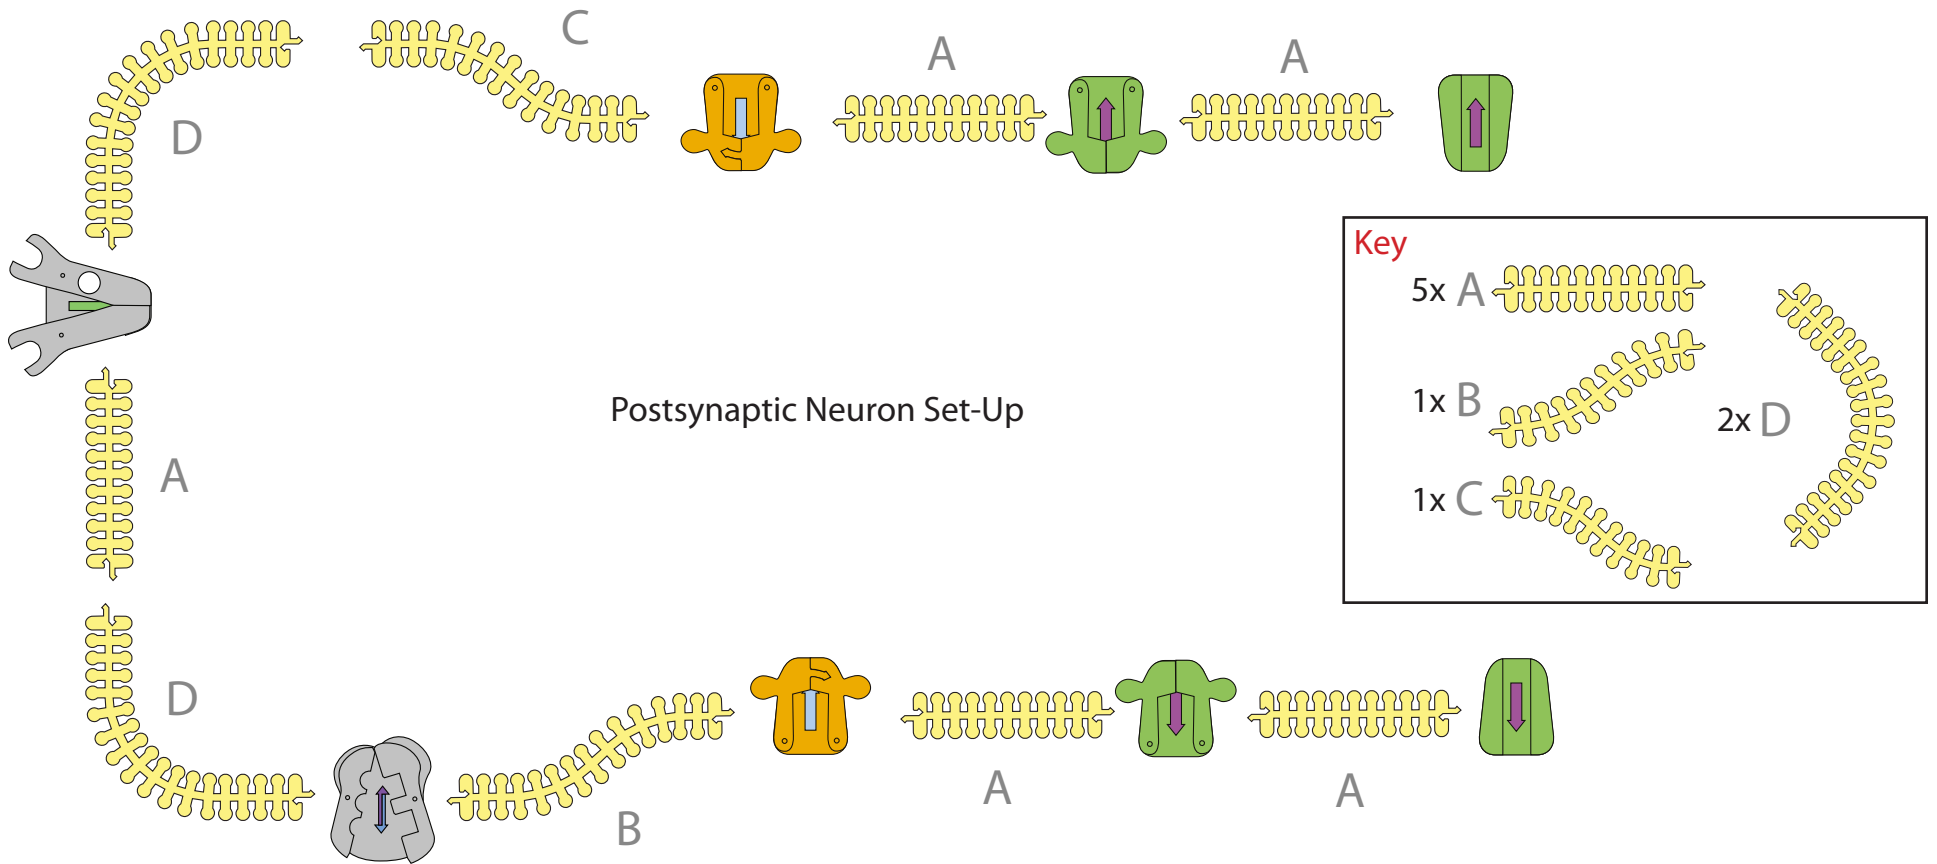 C
A
A
D
Key
5x A
1x B
2x D
1x C
Postsynaptic Neuron Set-Up
A
D
B
A
A